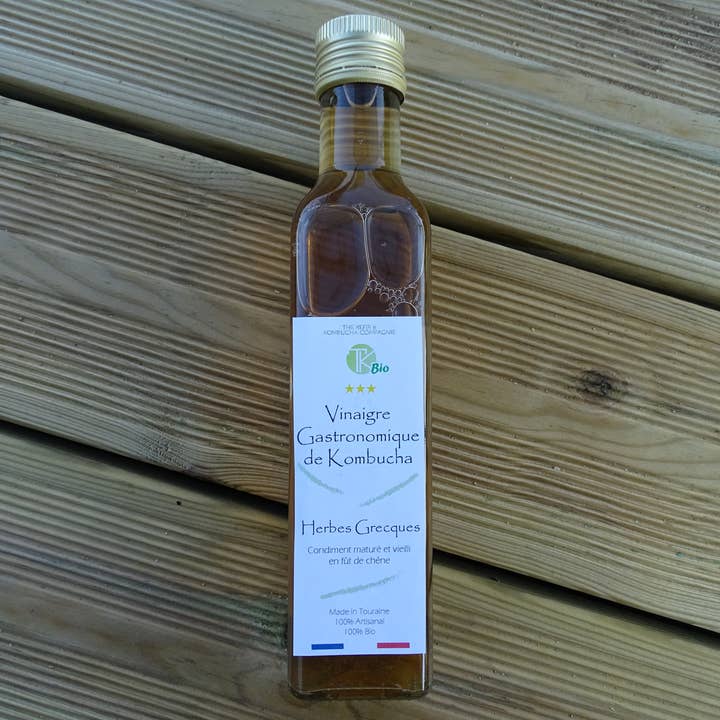 THE KEFIR &
KOMBUCHA COMPAGNIE
TK Bio
Vinaigre
Gastronomique
de Kombucha
Herbes Grecques
Condiment maturé et vieilli
en fût de chêne
Made in Touraine
100% Artisanal
100% Bio